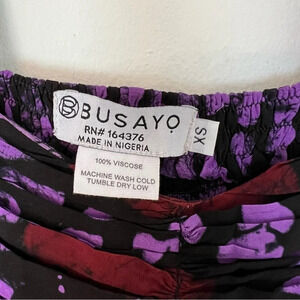 BUSAYO
RN# 164376
MADE IN NIGERIA
XS
100% VISCOSE
MACHINE WASH COLD
TUMBLE DRY LOW